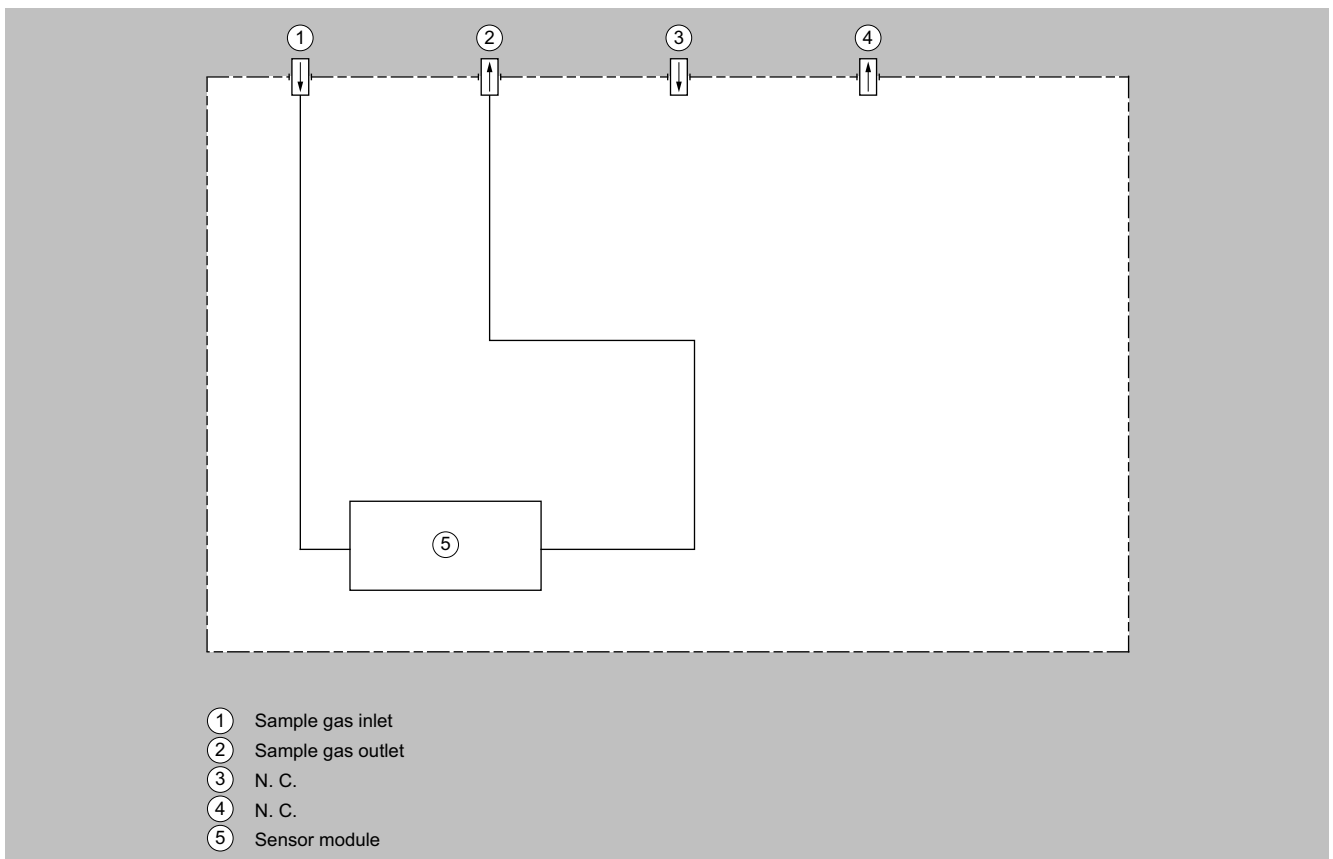 1 2 3 4
5
1 Sample gas inlet
2 Sample gas outlet
3 N. C.
4 N. C.
5 Sensor module